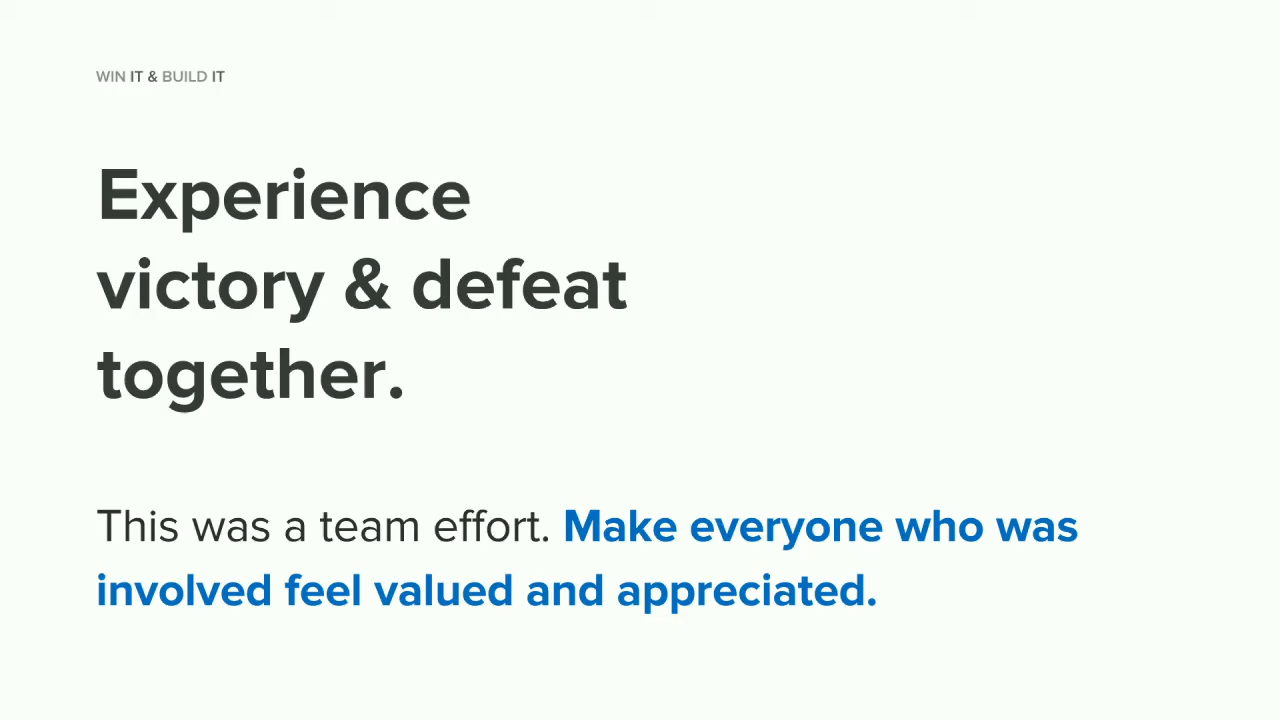 WIN IT & BUILD IT
Experience
victory & defeat
together.
This was a team effort. Make everyone who was
involved feel valued and appreciated.